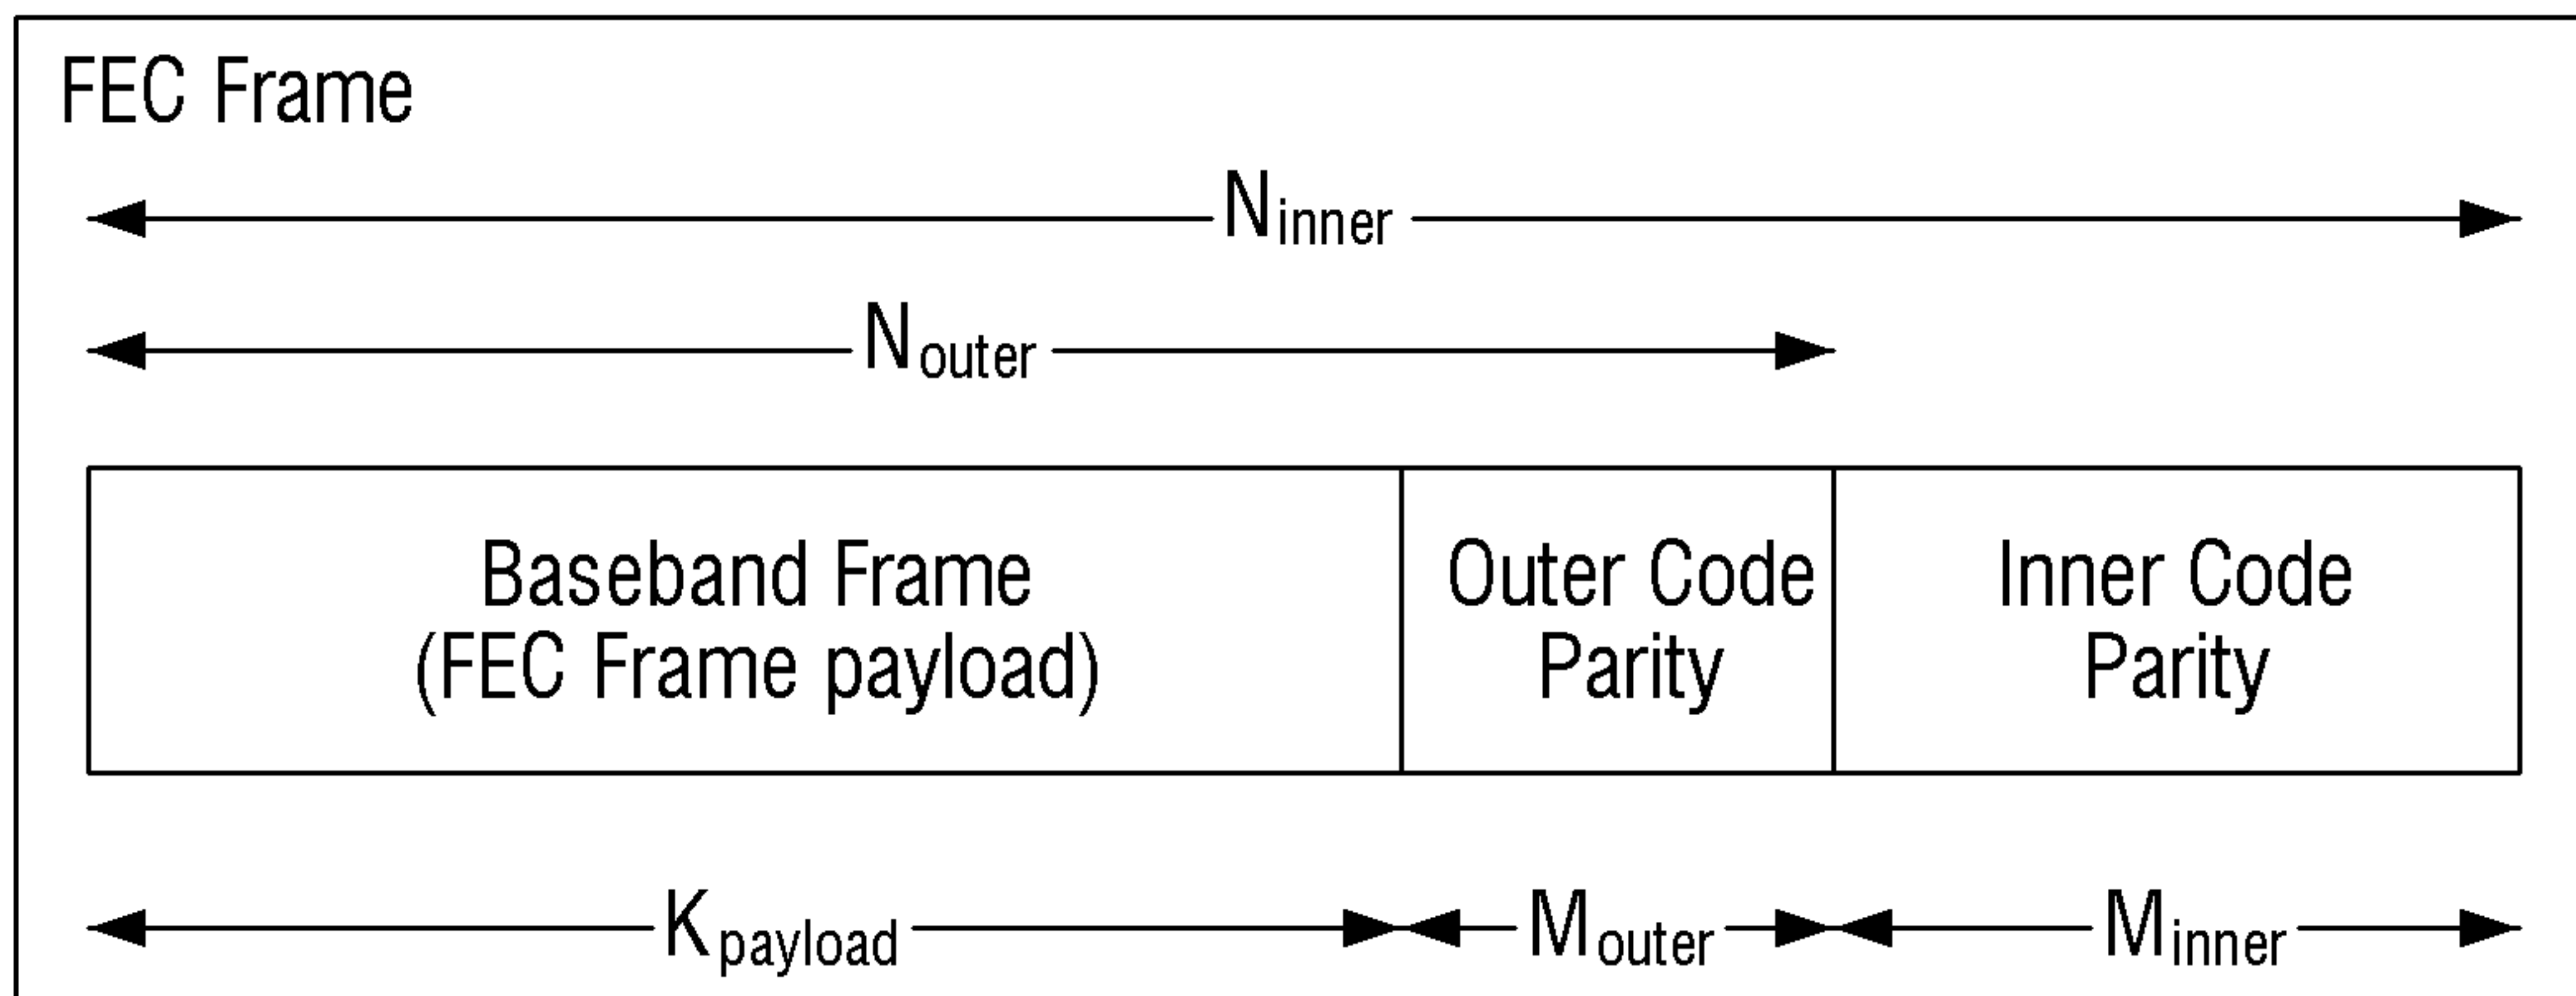 FEC Frame
Ninner
Nouter
Baseband Frame
(FEC Frame payload)
Outer Code
Parity
Inner Code
Parity
Kpayload
Mouter
Minner